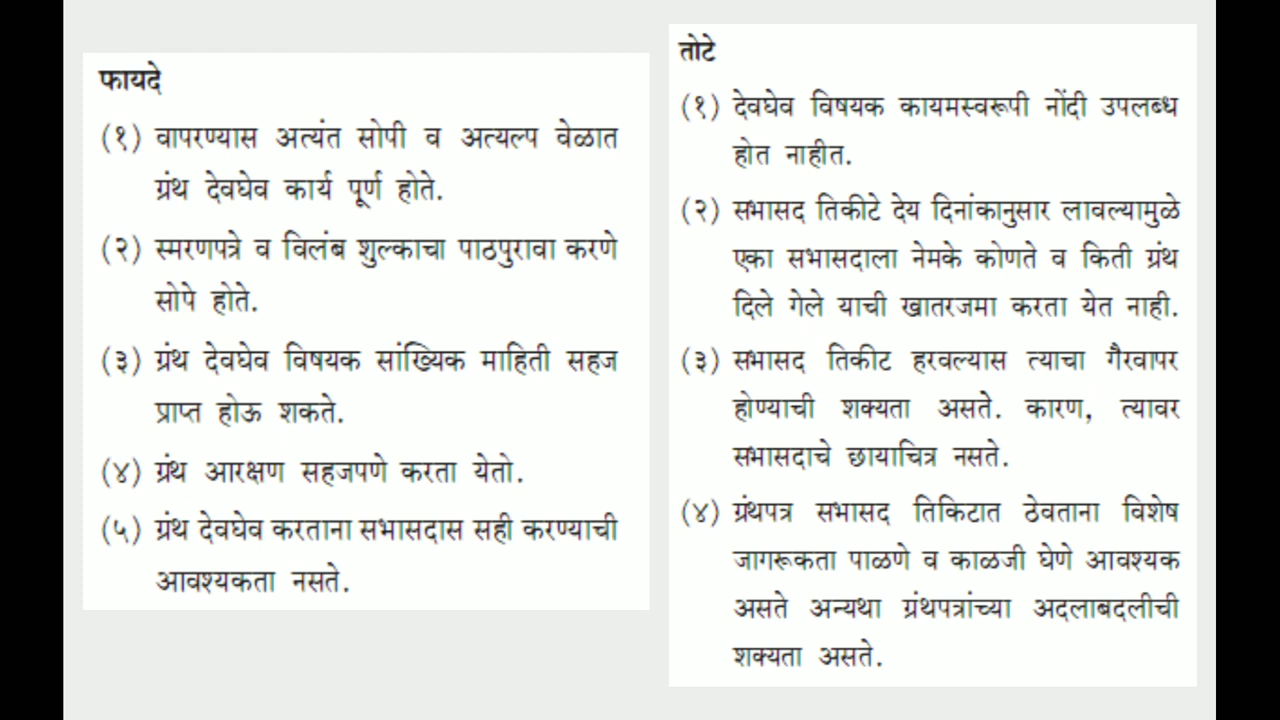 फायदे
(१) वापरण्यास अत्यंत सोपी व अत्यल्प वेळात
ग्रंथ देवघेव कार्य पूर्ण होते.
(२) स्मरणपत्रे व विलंब शुल्काचा पाठपुरावा करणे
सोपे होते.
(३) ग्रंथ देवघेव विषयक सांख्यिक माहिती सहज
प्राप्त होऊ शकते.
(४) ग्रंथ आरक्षण सहजपणे करता येतो.
(५) ग्रंथ देवघेव करताना सभासदास सही करण्याची
आवश्यकता नसते.
तोटे
(१) देवघेव विषयक कायमस्वरूपी नोंदी उपलब्ध
होत नाहीत.
(२) सभासद तिकीटे देय दिनांकानुसार लावल्यामुळे
एका सभासदाला नेमके कोणते व किती ग्रंथ
दिले गेले याची खातरजमा करता येत नाही.
(३) सभासद तिकीट हरवल्यास त्याचा गैरवापर
होण्याची शक्यता असते. कारण, त्यावर
सभासदाचे छायाचित्र नसते.
(४) ग्रंथपत्र सभासद तिकिटात ठेवताना विशेष
जागरूकता पाळणे व काळजी घेणे आवश्यक
असते अन्यथा ग्रंथपत्रांच्या अदलाबदलीची
शक्यता असते.